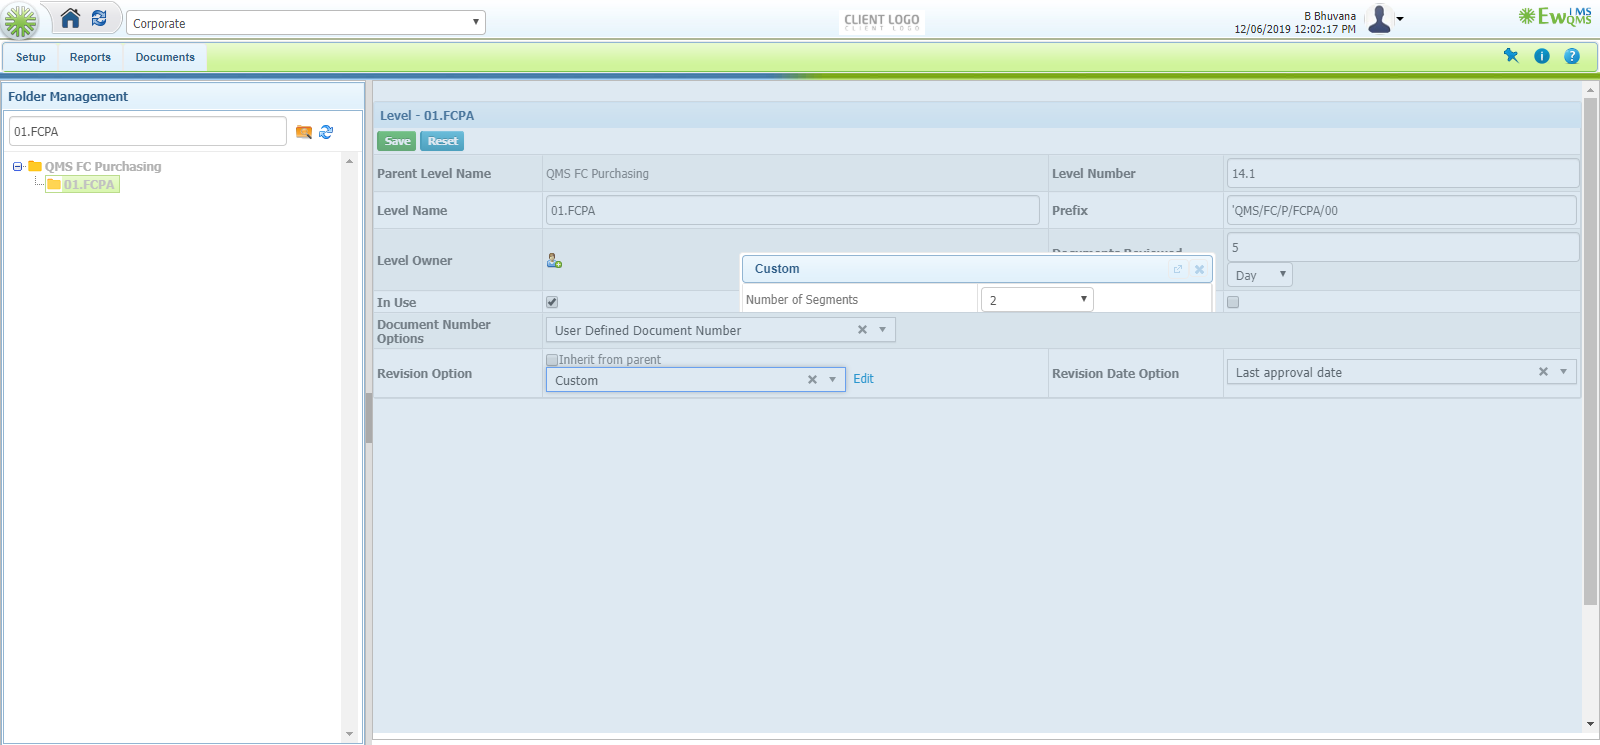 Corporate
CLIENT LOGO
CLIENT LOGO
B Bhuvana
12/06/2019 12:02:17 PM
EwQMS
IMS
Setup Reports Documents
Folder Management
01.FCPA
QMS FC Purchasing
01.FCPA
Level - 01.FCPA
Save Reset
Parent Level Name QMS FC Purchasing Level Number 14.1
Level Name 01.FCPA Prefix 'QMS/FC/P/FCPA/00
Level Owner Documents Reviewed 5
Day
Custom
Number of Segments 2
In Use
Document Number
Options
User Defined Document Number
Revision Option
Inherit from parent
Custom Edit
Revision Date Option Last approval date